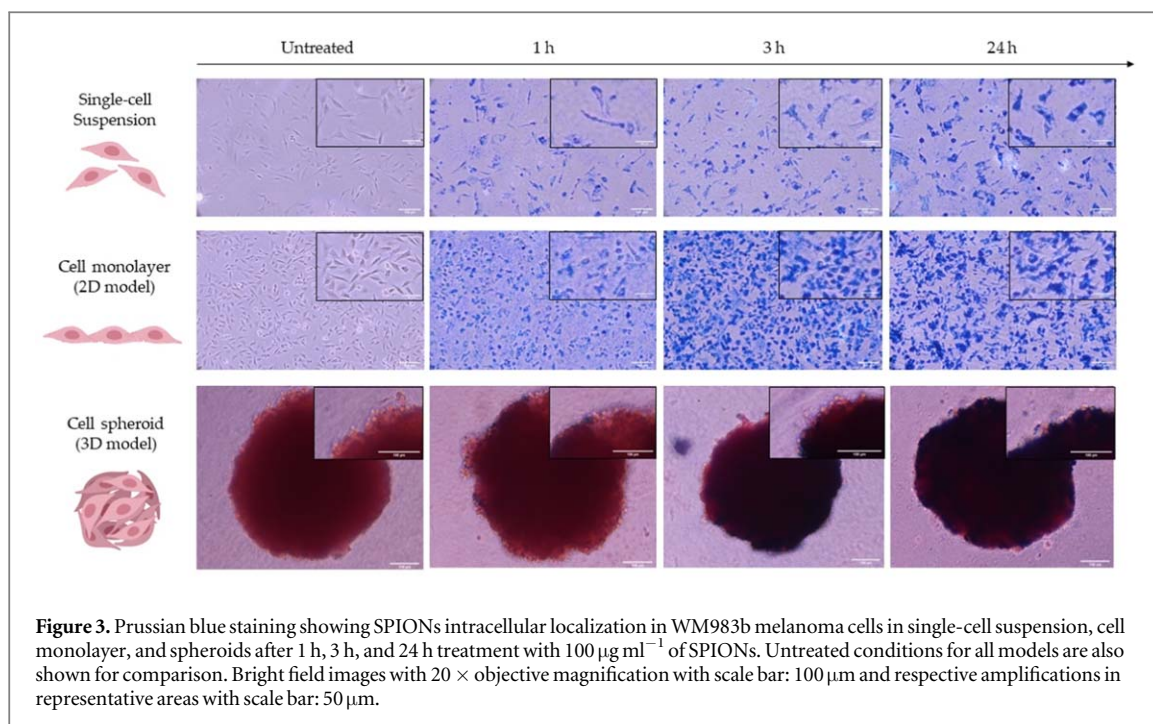 Untreated 1 h 3 h 24 h
Single-cell
Suspension
Cell monolayer
(2D model)
Cell spheroid
(3D model)
Figure 3. Prussian blue staining showing SPIONs intracellular localization in WM983b melanoma cells in single-cell suspension, cell
monolayer, and spheroids after 1 h, 3 h, and 24 h treatment with 100 μg ml⁻¹ of SPIONs. Untreated conditions for all models are also
shown for comparison. Bright field images with 20 × objective magnification with scale bar: 100 μm and respective amplifications in
representative areas with scale bar: 50 μm.